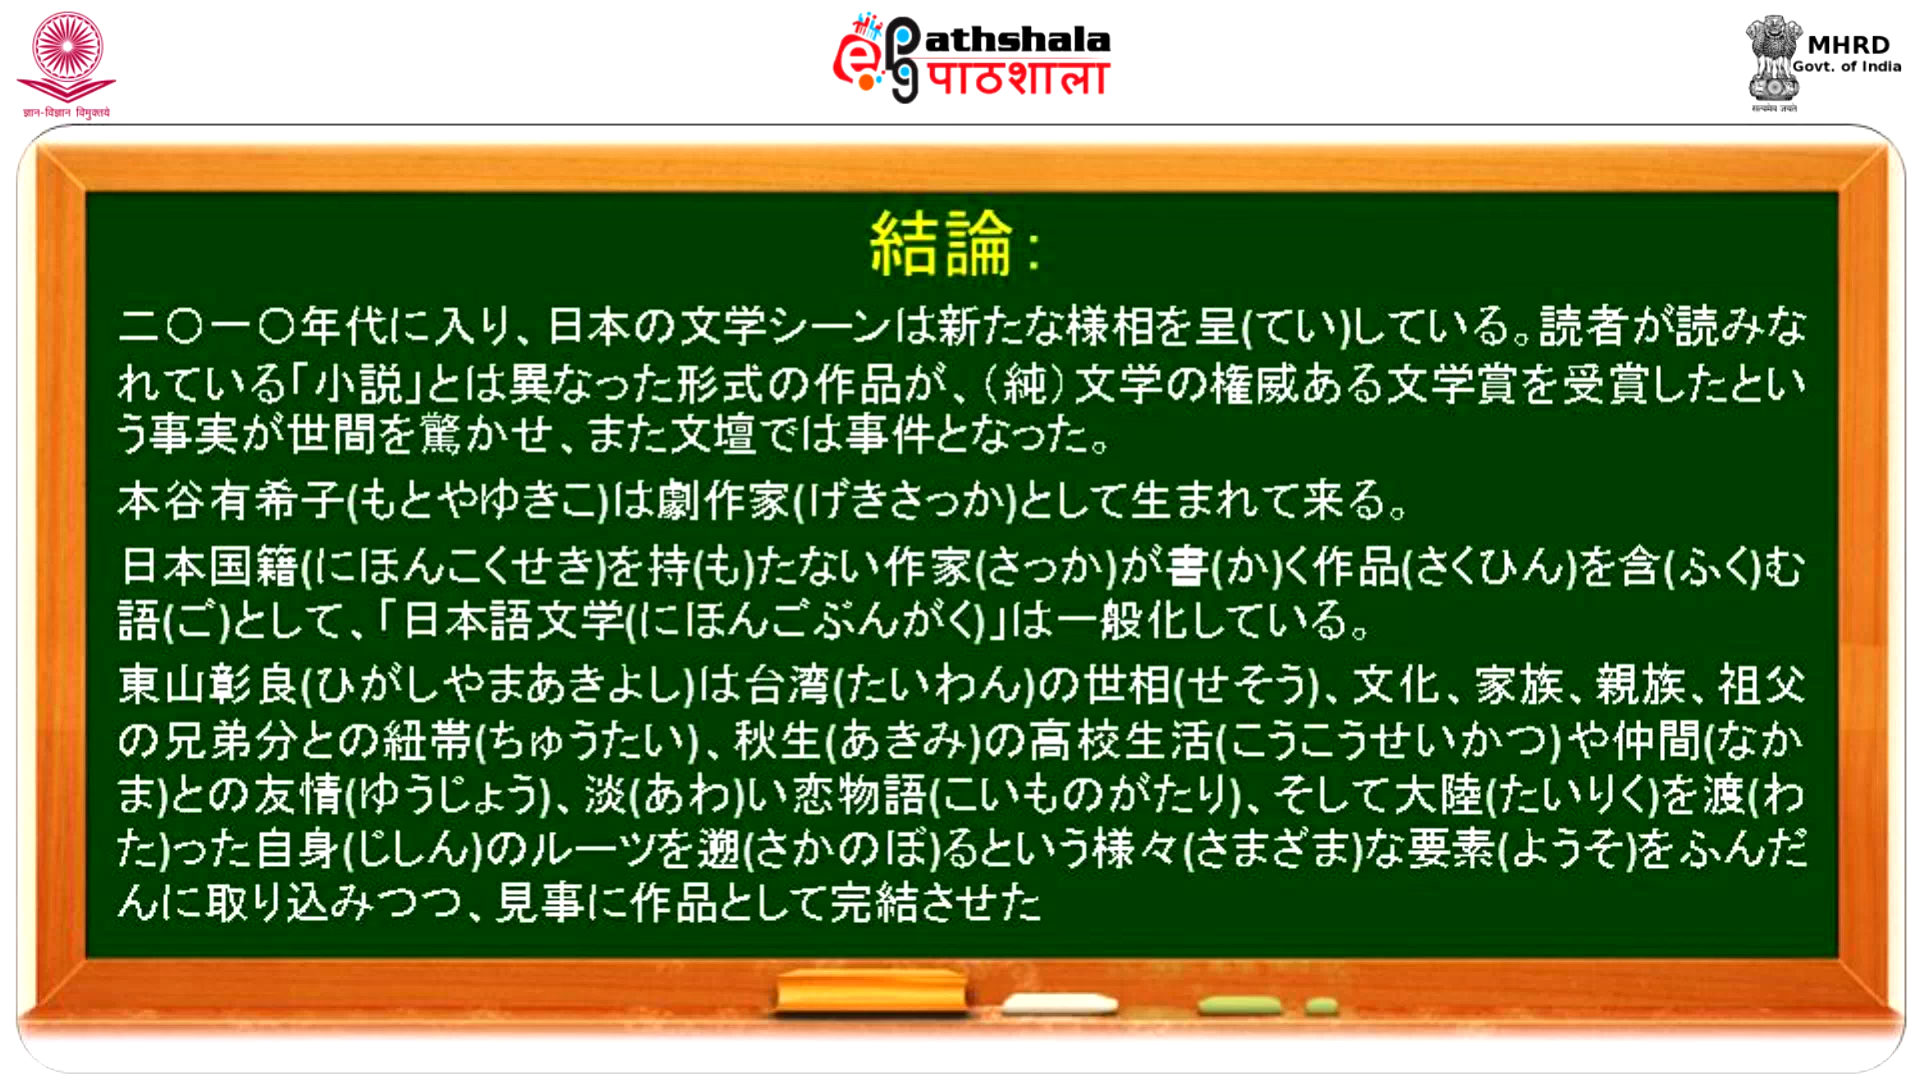 ज्ञान-विज्ञान विमुक्तये
ePG Pathshala
पाठशाला
MHRD
Govt. of India
सत्यमेव जयते
結論：
二〇一〇年代に入り、日本の文学シーンは新たな様相を呈(てい)している。読者が読みな
れている「小説」とは異なった形式の作品が、（純）文学の権威ある文学賞を受賞したとい
う事実が世間を驚かせ、また文壇では事件となった。
本谷有希子(もとやゆきこ)は劇作家(げきさっか)として生まれて来る。
日本国籍(にほんこくせき)を持(も)たない作家(さっか)が書(か)く作品(さくひん)を含(ふく)む
語(ご)として、「日本語文学(にほんごぶんがく)」は一般化している。
東山彰良(ひがしやまあきよし)は台湾(たいわん)の世相(せそう)、文化、家族、親族、祖父
の兄弟分との紐帯(ちゅうたい)、秋生(あきみ)の高校生活(こうこうせいかつ)や仲間(なか
ま)との友情(ゆうじょう)、淡(あわ)い恋物語(こいものがたり)、そして大陸(たいりく)を渡(わ
た)った自身(じしん)のルーツを遡(さかのぼ)るという様々(さまざま)な要素(ようそ)をふんだ
んに取り込みつつ、見事に作品として完結させた